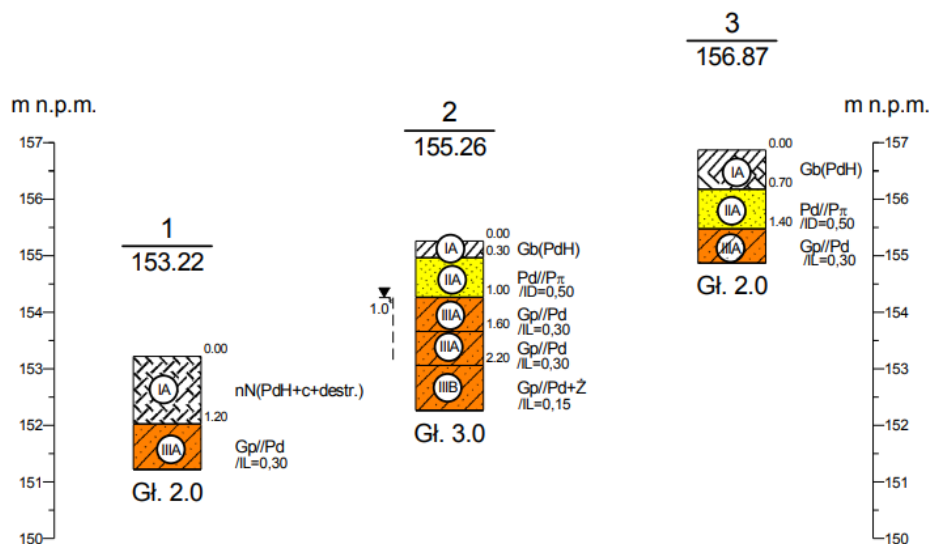 3
156.87
m n.p.m.
2
155.26
m n.p.m.
157
156
155
154
153
152
151
150
1
153.22
0.00
IA
nN(PdH+c+destr.)
1.20
IIIA
Gp//Pd
/IL=0,30
Gł. 2.0
1.0
0.00
IA
0.30
Gb(PdH)
IIA
Pd//Pπ
1.00
/ID=0,50
IIIA
Gp//Pd
1.60
/IL=0,30
IIIA
Gp//Pd
2.20
/IL=0,30
IIIB
Gp//Pd+Ż
/IL=0,15
Gł. 3.0
0.00
IA
Gb(PdH)
0.70
IIA
Pd//Pπ
1.40
/ID=0,50
IIIA
Gp//Pd
/IL=0,30
Gł. 2.0
157
156
155
154
153
152
151
150